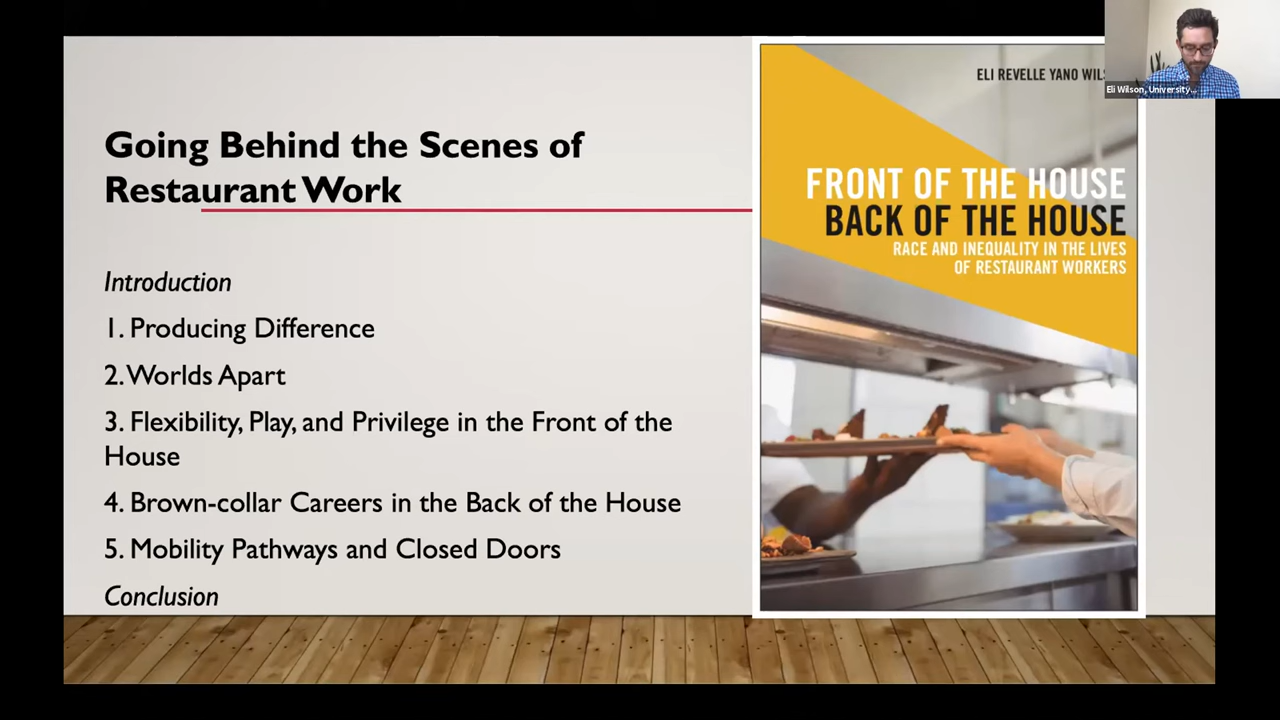 Going Behind the Scenes of
Restaurant Work
Introduction
1. Producing Difference
2. Worlds Apart
3. Flexibility, Play, and Privilege in the Front of the
House
4. Brown-collar Careers in the Back of the House
5. Mobility Pathways and Closed Doors
Conclusion
ELI REVELLE YANO WILS
FRONT OF THE HOUSE
BACK OF THE HOUSE
RACE AND INEQUALITY IN THE LIVES
OF RESTAURANT WORKERS
Eli Wilson, University...